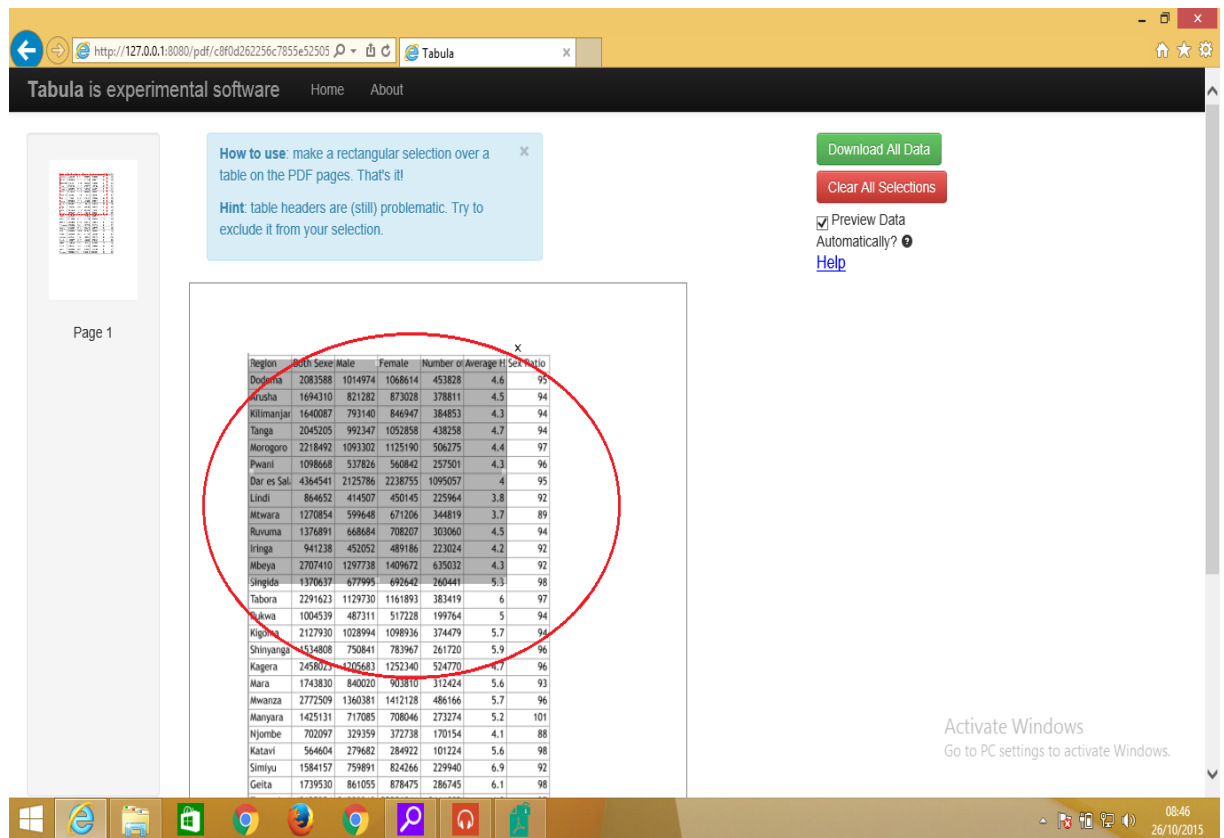 http://127.0.0.1:8080/pdf/c8f0d262256c7855e52505
Tabula
Tabula is experimental software Home About
How to use: make a rectangular selection over a
table on the PDF pages. That's it!
Hint: table headers are (still) problematic. Try to
exclude it from your selection.
Download All Data
Clear All Selections
Preview Data
Automatically?
Help
Page 1
x
Region Both Sexe Male Female Number o Average H Sex Ratio
Dodoma 2083588 1014974 1068614 453828 4.6 95
Arusha 1694310 821282 873028 378811 4.5 94
Kilimanjar 1640087 793140 846947 384853 4.3 94
Tanga 2045205 992347 1052858 438258 4.7 94
Morogoro 2218492 1093302 1125190 506275 4.4 97
Pwani 1098668 537826 560842 257501 4.3 96
Dar es Sala 4364541 2125786 2238755 1095057 4 95
Lindi 864652 414507 450145 225964 3.8 92
Mtwara 1270854 599648 671206 344819 3.7 89
Ruvuma 1376891 668684 708207 303060 4.5 94
Iringa 941238 452052 489186 223024 4.2 92
Mbeya 2707410 1297738 1409672 635032 4.3 92
Singida 1370637 677995 692642 260441 5.3 98
Tabora 2291623 1129730 1161893 383419 6 97
Rukwa 1004539 487311 517228 199764 5 94
Kigoma 2127930 1028994 1098936 374479 5.7 94
Shinyanga 1534808 750841 783967 261720 5.9 96
Kagera 2458023 1205683 1252340 524770 4.7 96
Mara 1743830 840020 903810 312424 5.6 93
Mwanza 2772509 1360381 1412128 486166 5.7 96
Manyara 1425131 717085 708046 273274 5.2 101
Njombe 702097 329359 372738 170154 4.1 88
Katavi 564604 279682 284922 101224 5.6 98
Simiyu 1584157 759891 824266 229940 6.9 92
Geita 1739530 861055 878475 286745 6.1 98
Activate Windows
Go to PC settings to activate Windows.
08:46
26/10/2015